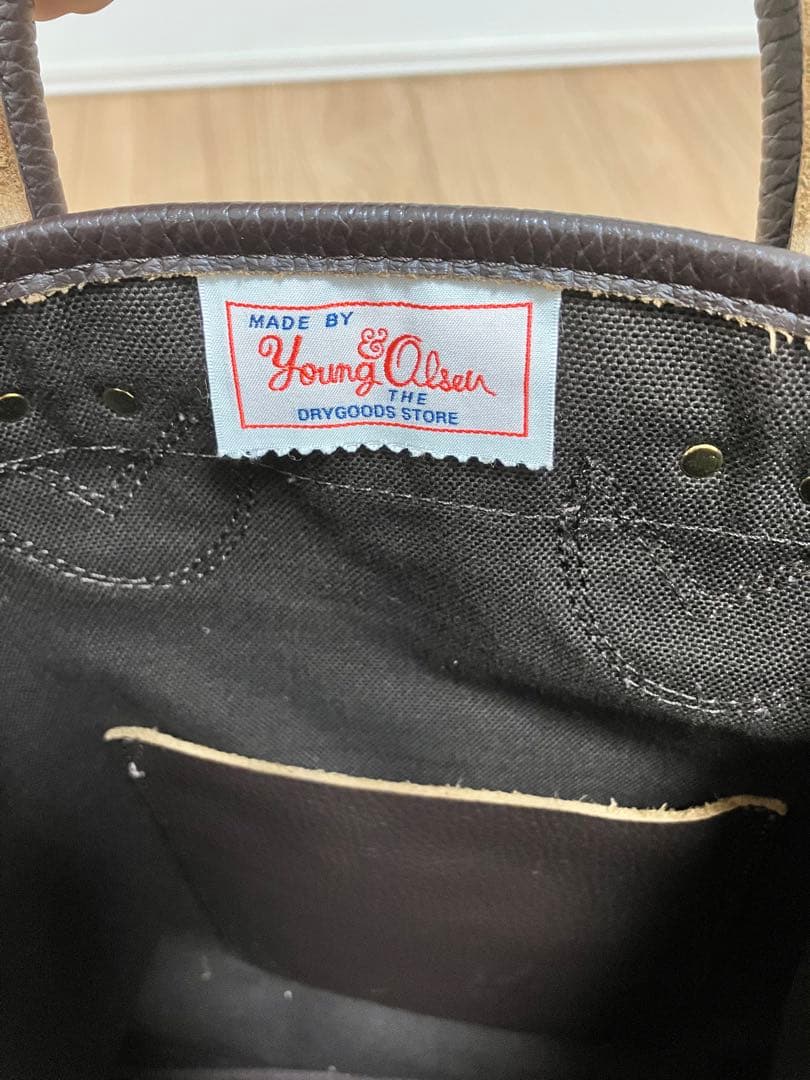 MADE BY
Young & Olsen
THE
DRYGOODS STORE